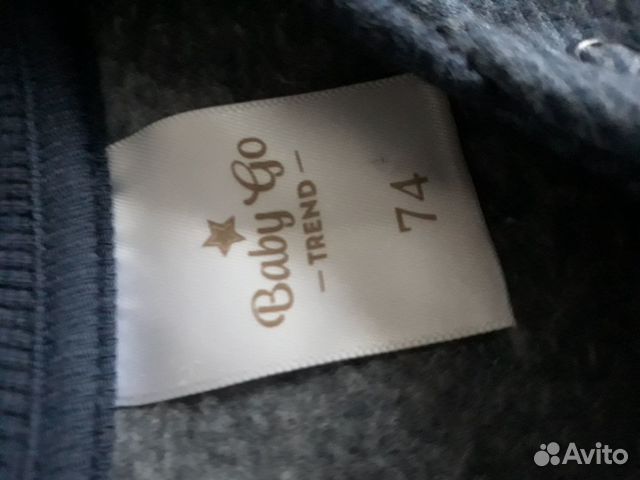 Baby Go
— TREND —
74
Avito